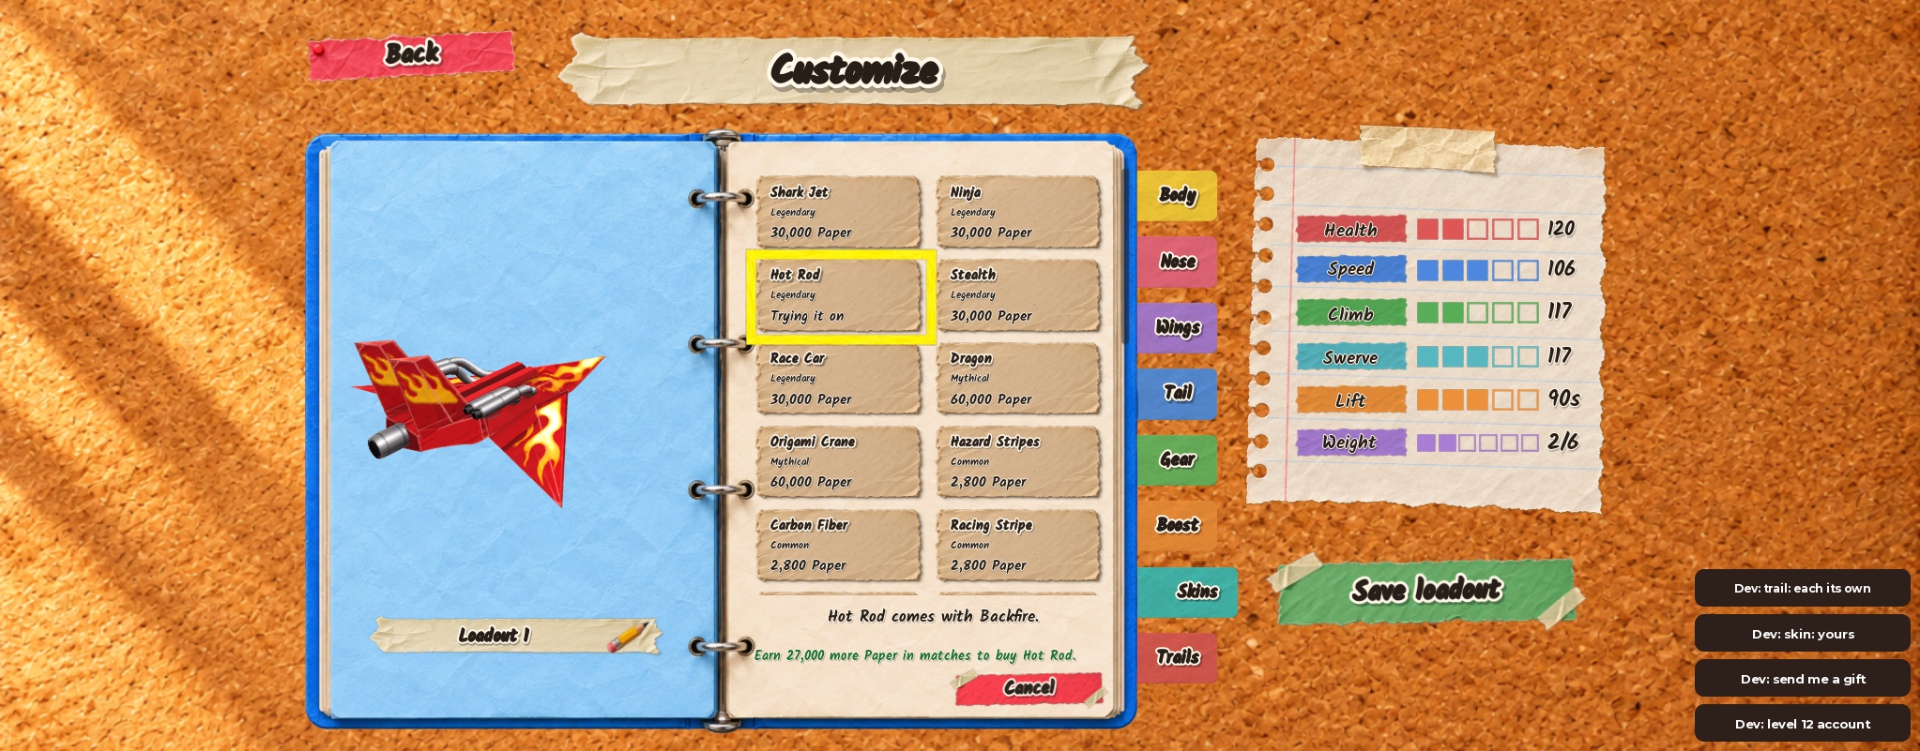 Back
Customize
Shark Jet
Legendary
30,000 Paper
Ninja
Legendary
30,000 Paper
Hot Rod
Legendary
Trying it on
Stealth
Legendary
30,000 Paper
Race Car
Legendary
30,000 Paper
Dragon
Mythical
60,000 Paper
Origami Crane
Mythical
60,000 Paper
Hazard Stripes
Common
2,800 Paper
Carbon Fiber
Common
2,800 Paper
Racing Stripe
Common
2,800 Paper
Hot Rod comes with Backfire.
Earn 27,000 more Paper in matches to buy Hot Rod.
Cancel
Loadout 1
Body
Nose
Wings
Tail
Gear
Boost
Skins
Trails
Health 120
Speed 106
Climb 117
Swerve 117
Lift 90s
Weight 2/6
Save loadout
Dev: trail: each its own
Dev: skin: yours
Dev: send me a gift
Dev: level 12 account